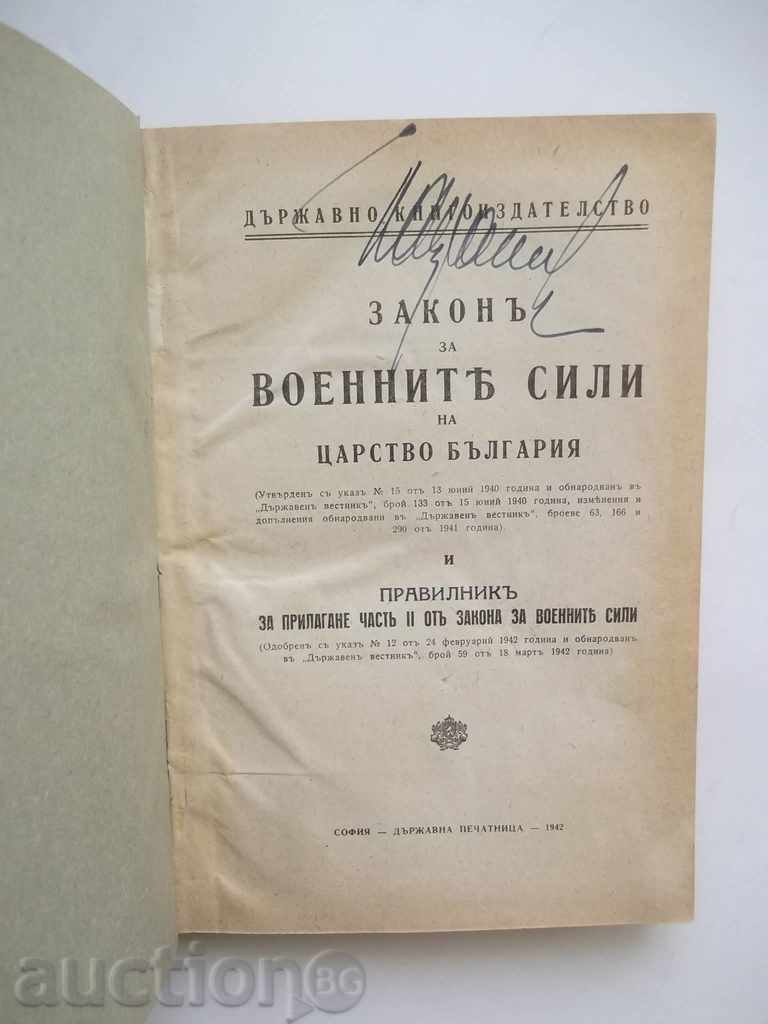 ДЪРЖАВНО КНИГОИЗДАТЕЛСТВО
ЗАКОНЪ
ЗА
ВОЕННИТѢ СИЛИ
НА
ЦАРСТВО БЪЛГАРИЯ
(Утвърденъ съ указъ № 15 отъ 13 юний 1940 година и обнародванъ въ
„Държавенъ вестникъ", брой 133 отъ 15 юний 1940 година, измѣнения и
допълнения обнародвани въ „Държавенъ вестникъ", броеве 63, 166 и
290 отъ 1941 година).
И
ПРАВИЛНИКЪ
ЗА ПРИЛАГАНЕ ЧАСТЬ II ОТЪ ЗАКОНА ЗА ВОЕННИТѢ СИЛИ
(Одобренъ съ указъ № 12 отъ 24 февруарий 1942 година и обнародванъ
въ „Държавенъ вестникъ", брой 59 отъ 18 мартъ 1942 година)
СОФИЯ — ДЪРЖАВНА ПЕЧАТНИЦА — 1942
auctionBG